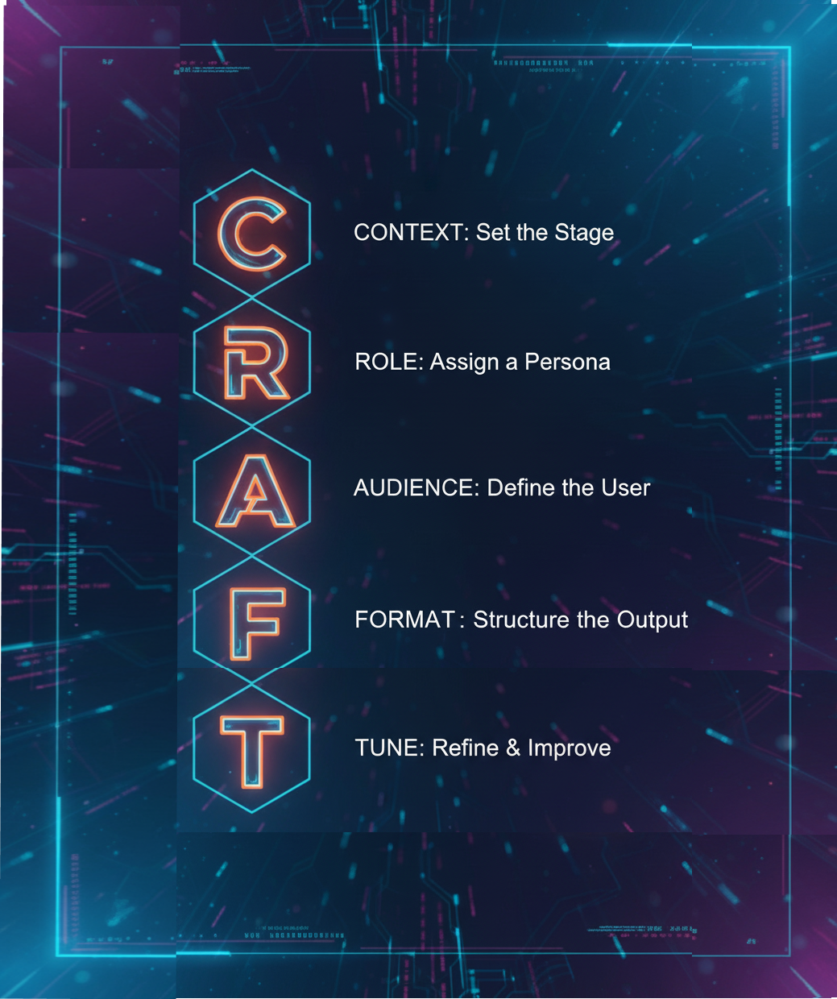 C
CONTEXT: Set the Stage
R
ROLE: Assign a Persona
A
AUDIENCE: Define the User
F
FORMAT: Structure the Output
T
TUNE: Refine & Improve